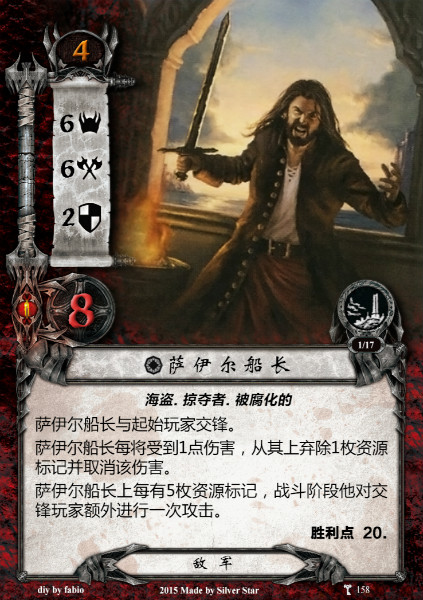 4
6
6
2
8
1/17
萨伊尔船长
海盗. 掠夺者. 被腐化的
萨伊尔船长与起始玩家交锋。
萨伊尔船长每将受到1点伤害，从其上弃除1枚资源
标记并取消该伤害。
萨伊尔船长上每有5枚资源标记，战斗阶段他对交
锋玩家额外进行一次攻击。
胜利点 20.
敌军
diy by fabio 2015 Made by Silver Star 158